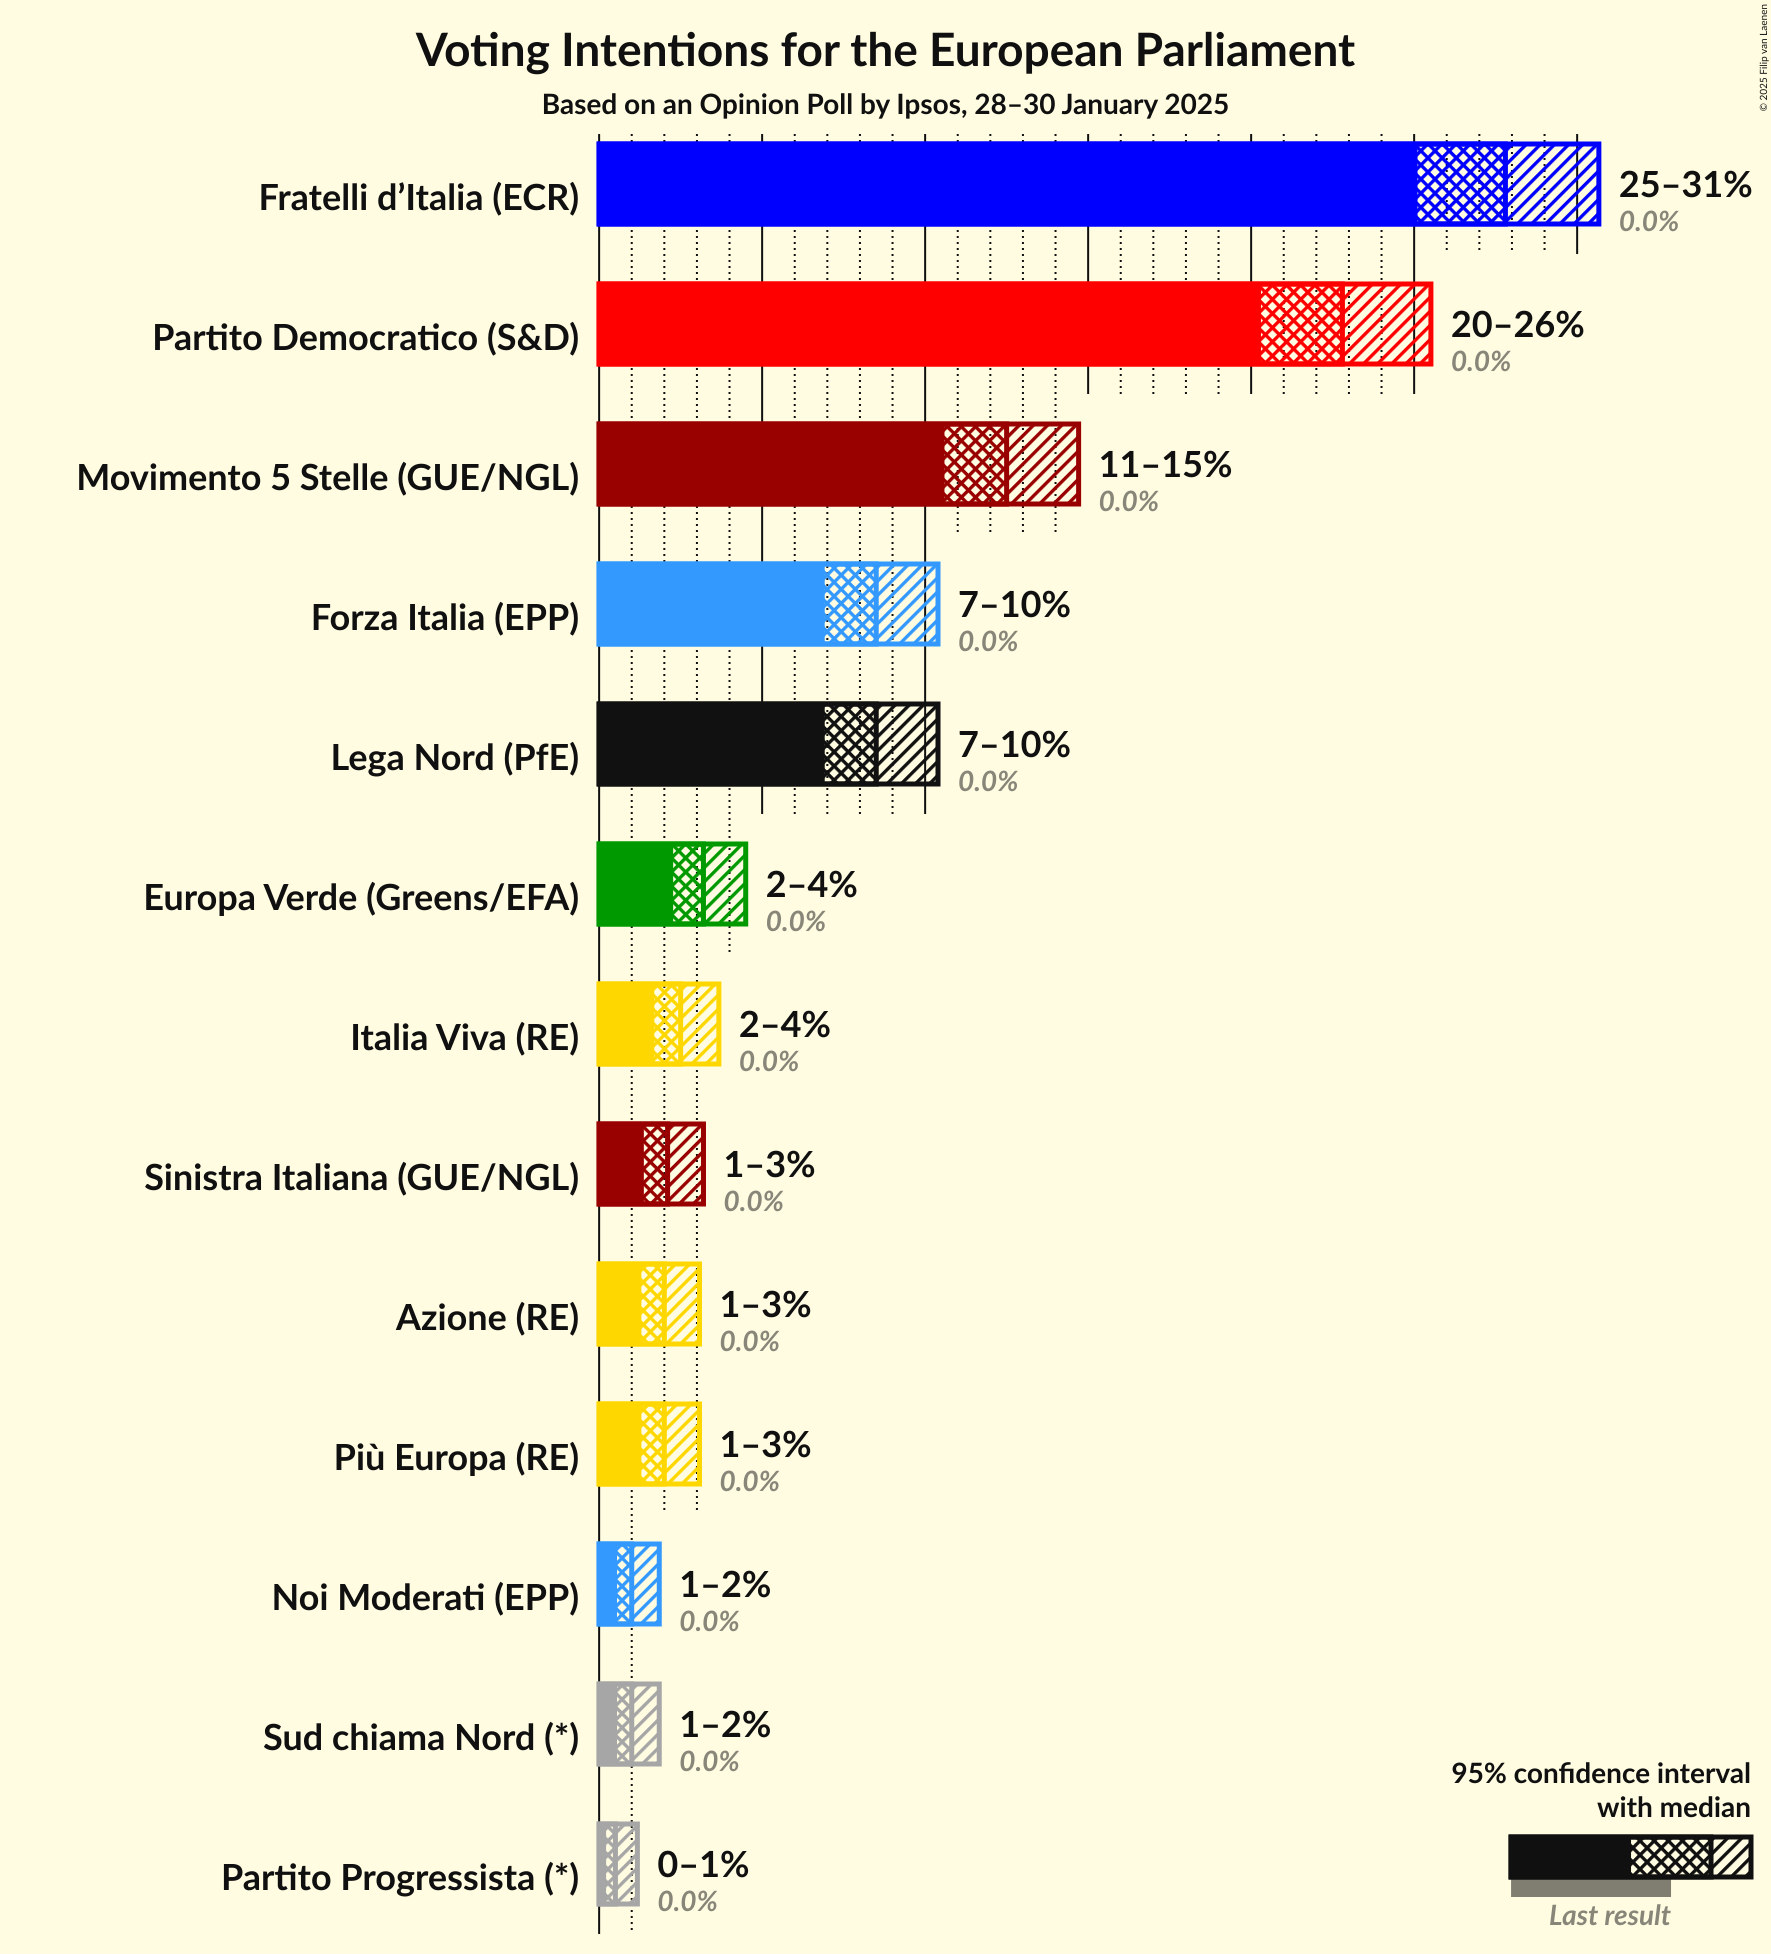 Voting Intentions for the European Parliament
Based on an Opinion Poll by Ipsos, 28–30 January 2025
© 2025 Filip van Laenen
Fratelli d’Italia (ECR)
25–31%
0.0%
Partito Democratico (S&D)
20–26%
0.0%
Movimento 5 Stelle (GUE/NGL)
11–15%
0.0%
Forza Italia (EPP)
7–10%
0.0%
Lega Nord (PfE)
7–10%
0.0%
Europa Verde (Greens/EFA)
2–4%
0.0%
Italia Viva (RE)
2–4%
0.0%
Sinistra Italiana (GUE/NGL)
1–3%
0.0%
Azione (RE)
1–3%
0.0%
Più Europa (RE)
1–3%
0.0%
Noi Moderati (EPP)
1–2%
0.0%
Sud chiama Nord (*)
1–2%
0.0%
Partito Progressista (*)
0–1%
0.0%
95% confidence interval
with median
Last result